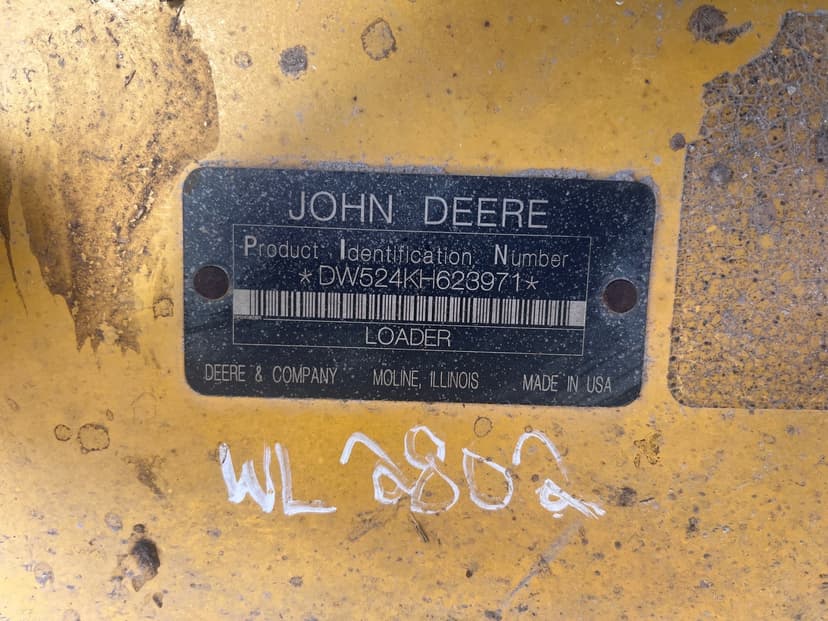 JOHN DEERE
Product Identification Number
*DW524KH623971*
LOADER
DEERE & COMPANY MOLINE, ILLINOIS MADE IN USA
WL 2802